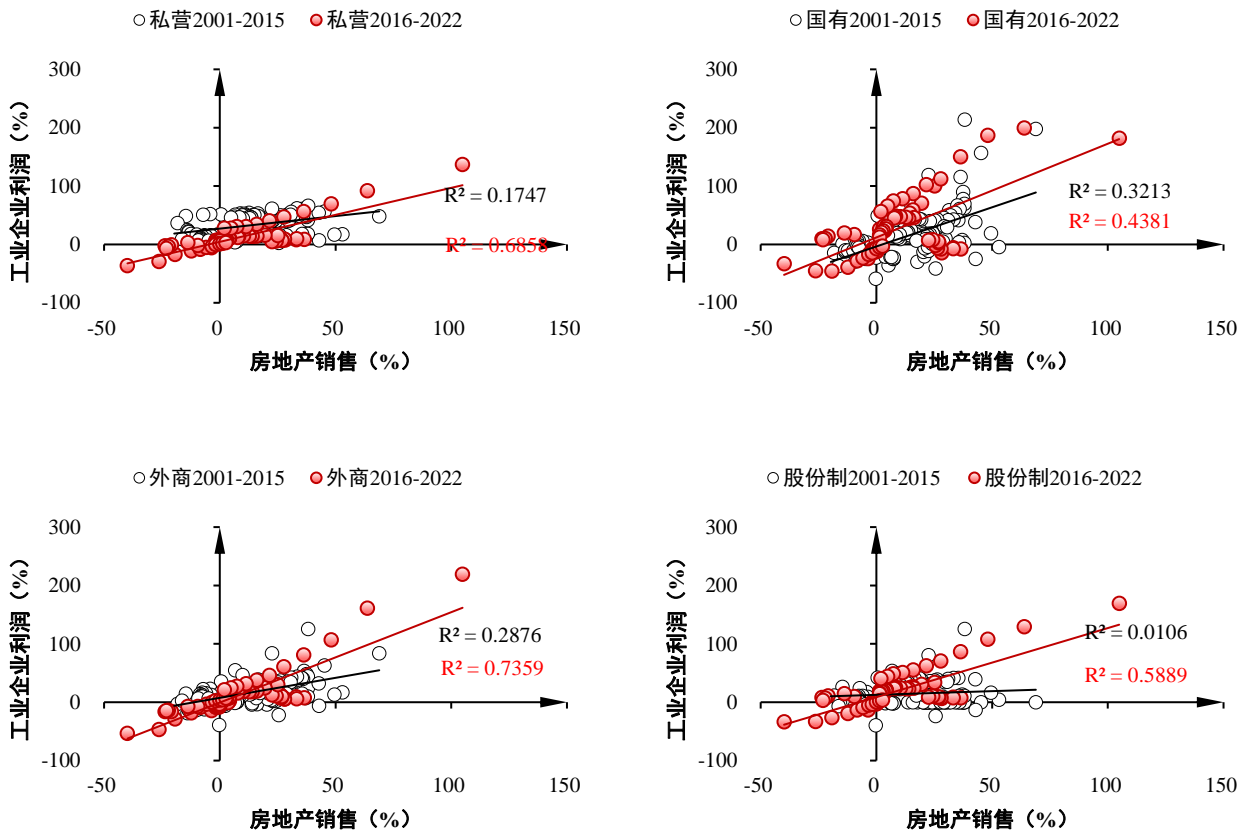 私营2001-2015 私营2016-2022
300
200
100
0
-100
-50 0 50 100 150
工业企业利润（%）
房地产销售（%）
R² = 0.1747
R² = 0.6858
国有2001-2015 国有2016-2022
300
200
100
0
-100
-50 0 50 100 150
工业企业利润（%）
房地产销售（%）
R² = 0.3213
R² = 0.4381
外商2001-2015 外商2016-2022
300
200
100
0
-100
-50 0 50 100 150
工业企业利润（%）
房地产销售（%）
R² = 0.2876
R² = 0.7359
股份制2001-2015 股份制2016-2022
300
200
100
0
-100
-50 0 50 100 150
工业企业利润（%）
房地产销售（%）
R² = 0.0106
R² = 0.5889